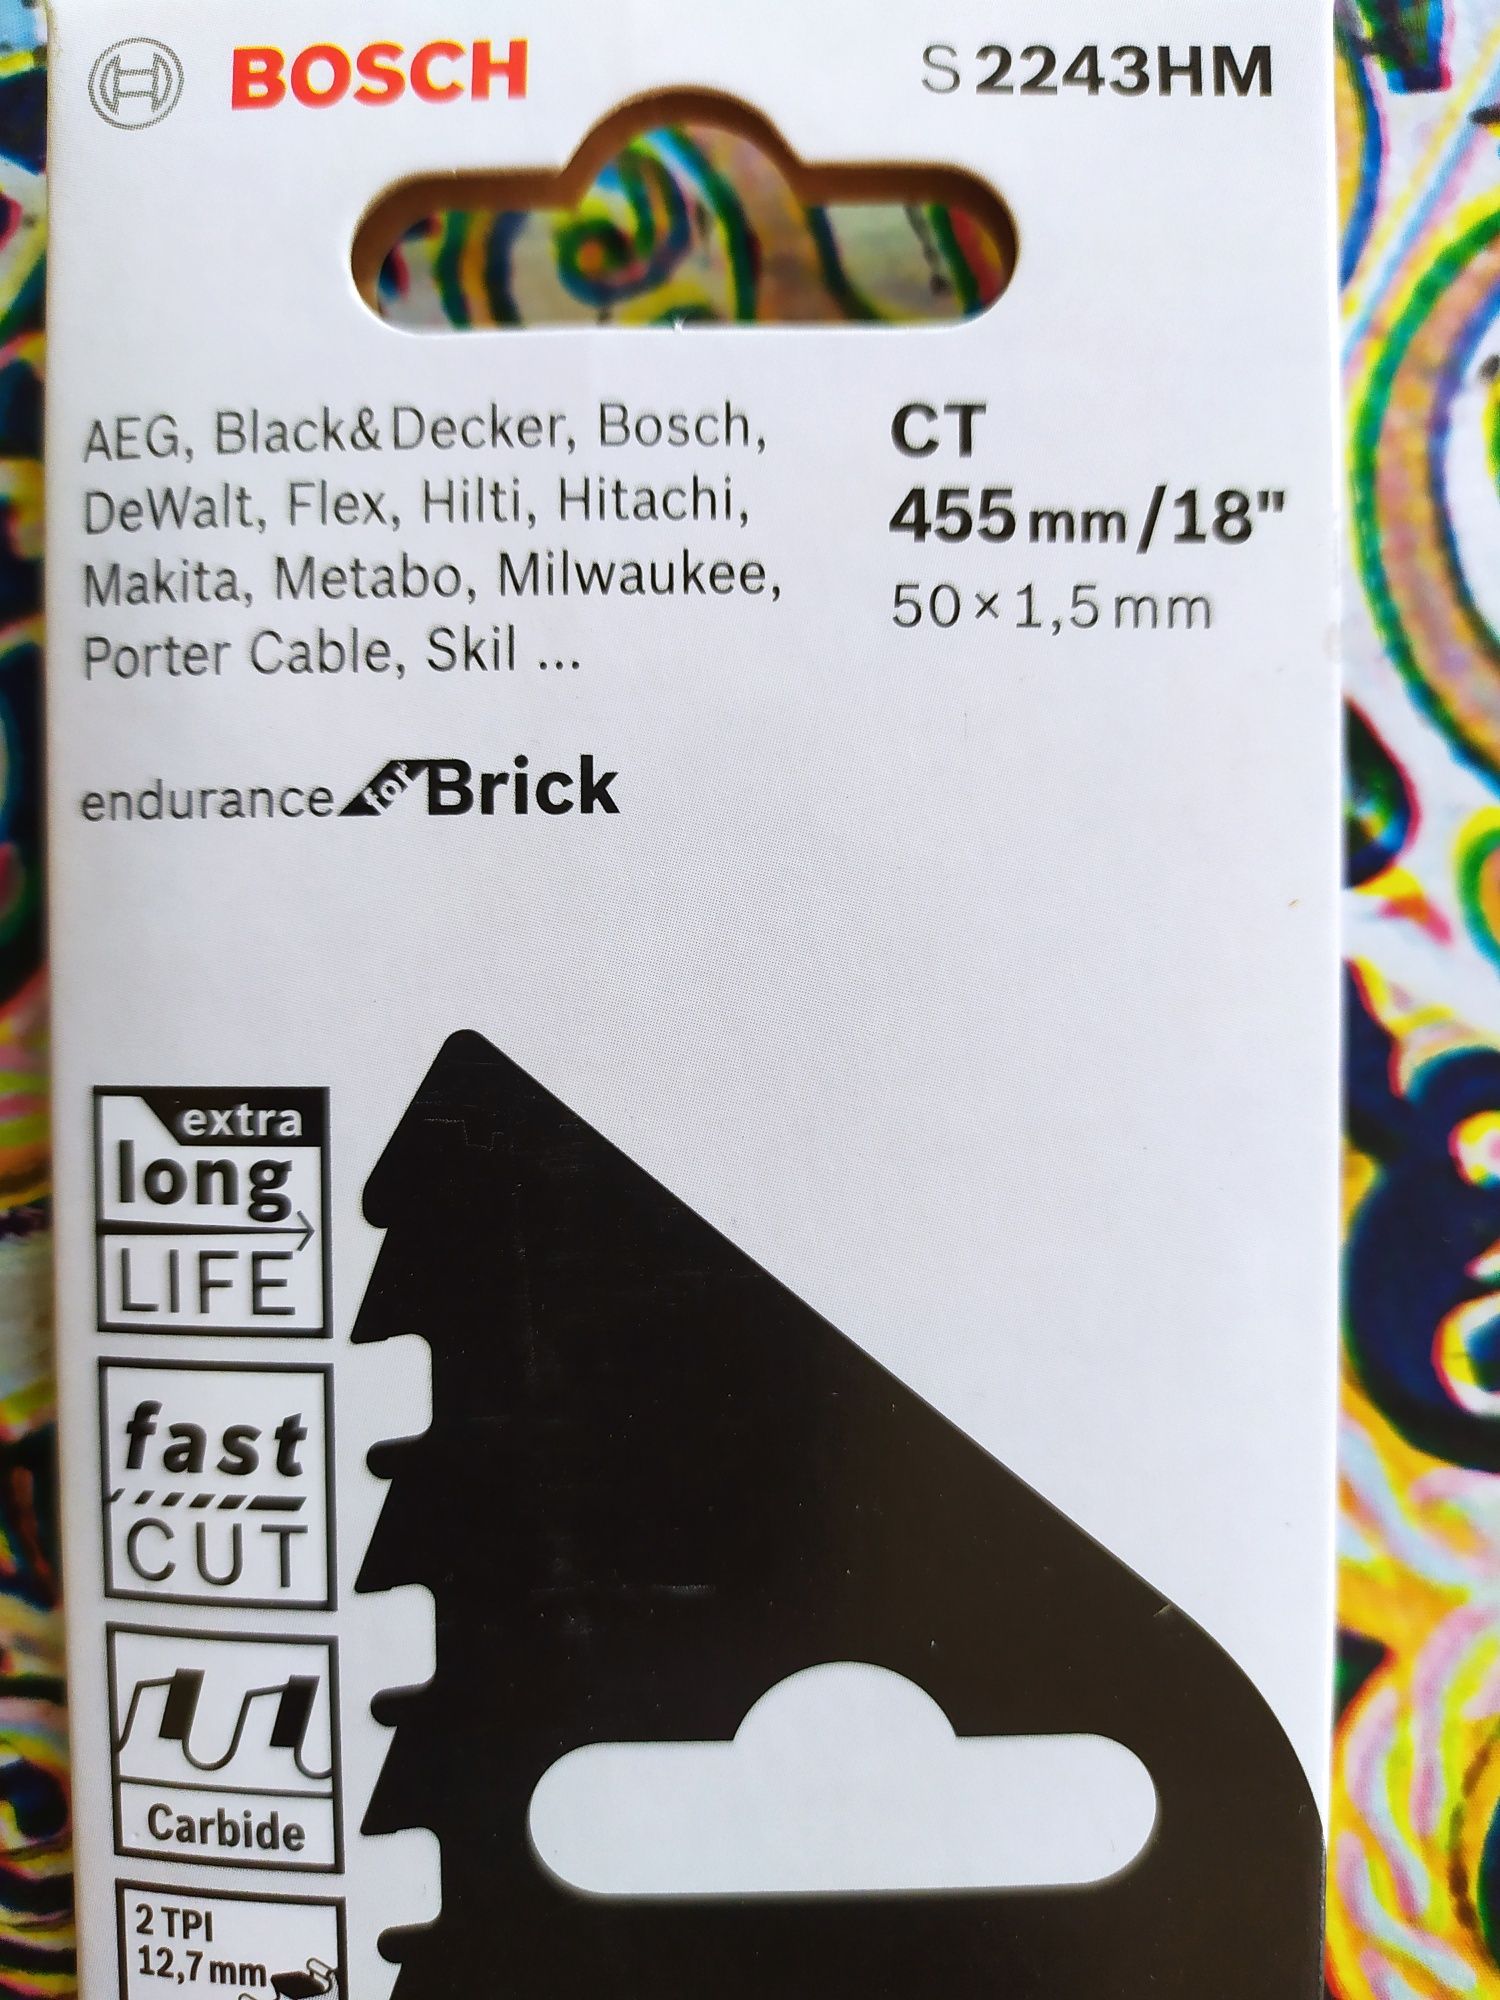 BOSCH
S 2243HM
AEG, Black&Decker, Bosch,
DeWalt, Flex, Hilti, Hitachi,
Makita, Metabo, Milwaukee,
Porter Cable, Skil ...
CT
455 mm/18"
50×1,5 mm
endurance for Brick
extra
long
LIFE
fast
CUT
Carbide
2 TPI
12,7 mm